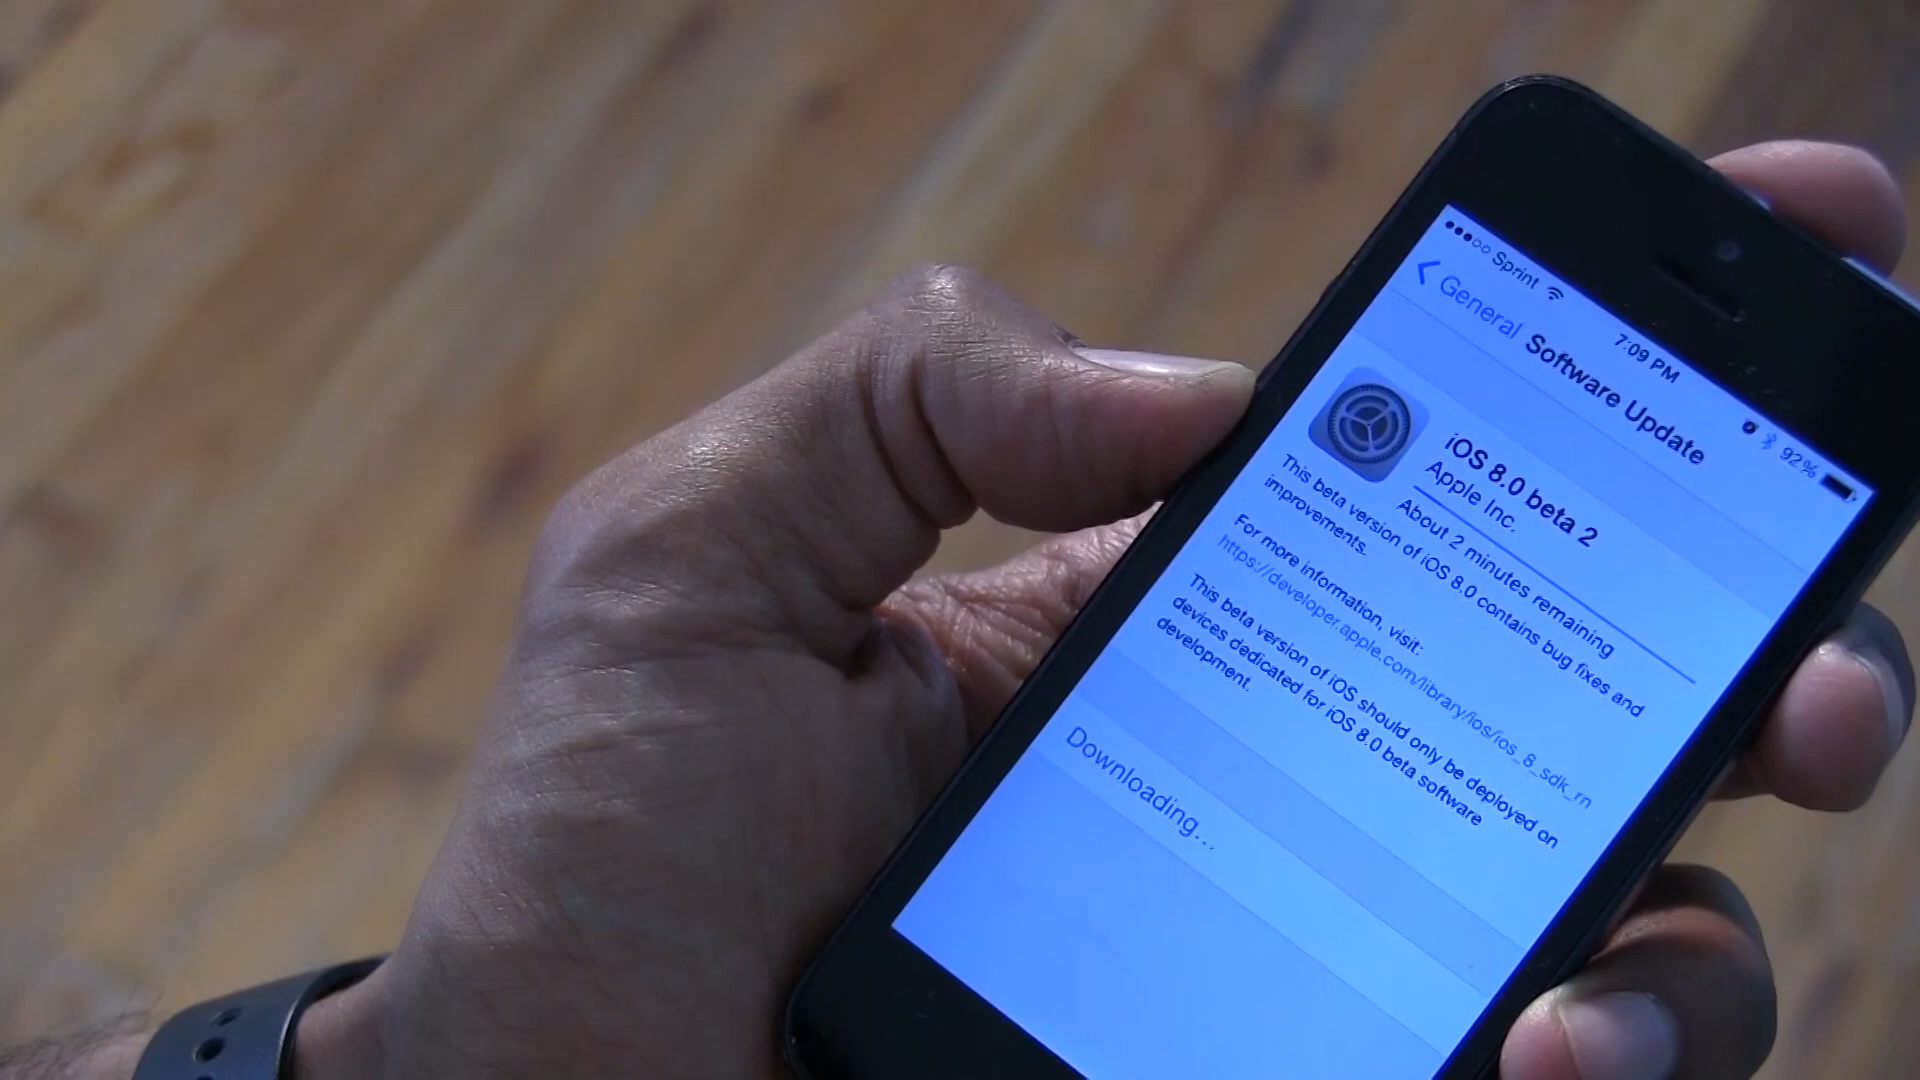 Sprint 7:09 PM 92%
General Software Update
iOS 8.0 beta 2
Apple Inc.
About 2 minutes remaining
This beta version of iOS 8.0 contains bug fixes and
improvements.
For more information, visit:
https://developer.apple.com/library/ios/ios_8_sdk_rn
This beta version of iOS should only be deployed on
devices dedicated for iOS 8.0 beta software
development.
Downloading...